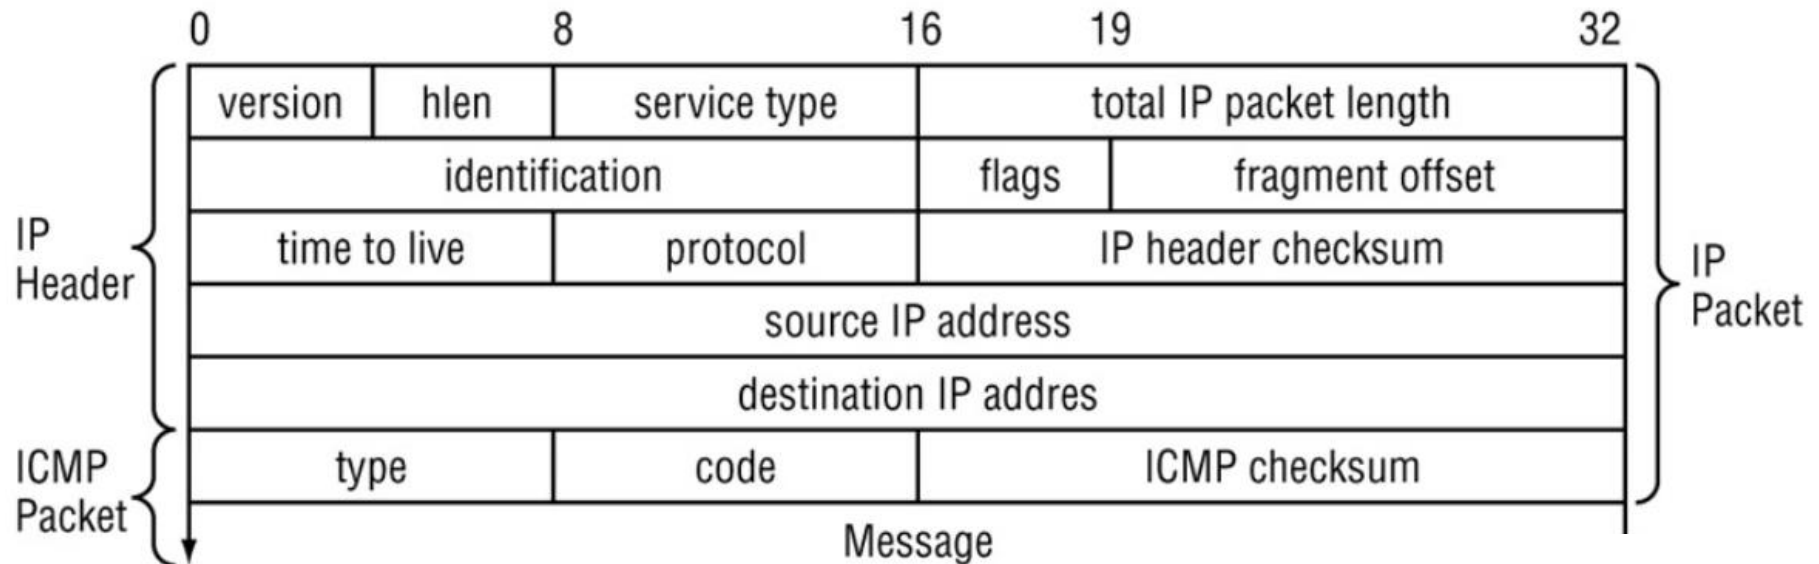 0 8 16 19 32
version hlen service type total IP packet length
identification flags fragment offset
time to live protocol IP header checksum
source IP address
destination IP addres
type code ICMP checksum
Message
IP
Header
ICMP
Packet
IP
Packet